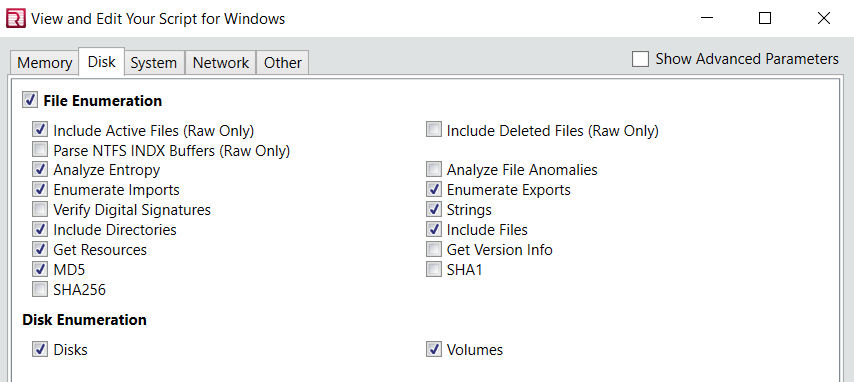 View and Edit Your Script for Windows
Memory Disk System Network Other Show Advanced Parameters
File Enumeration
Include Active Files (Raw Only) Include Deleted Files (Raw Only)
Parse NTFS INDX Buffers (Raw Only)
Analyze Entropy Analyze File Anomalies
Enumerate Imports Enumerate Exports
Verify Digital Signatures Strings
Include Directories Include Files
Get Resources Get Version Info
MD5 SHA1
SHA256
Disk Enumeration
Disks Volumes